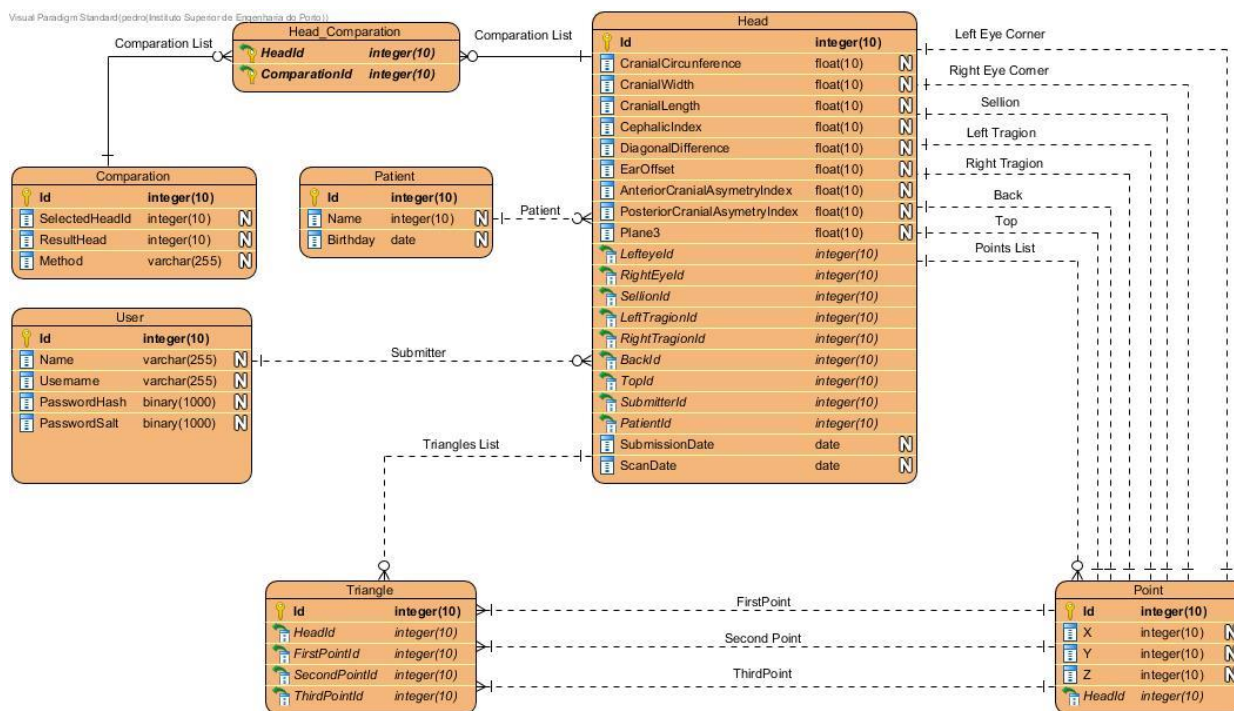 Visual Paradigm Standard(pedro(Instituto Superior de Engenharia do Porto))
Head_Comparation
HeadId integer(10)
ComparationId integer(10)
Comparation List
Comparation List
Head
Id integer(10)
CranialCircunference float(10) N
CranialWidth float(10) N
CranialLength float(10) N
CephalicIndex float(10) N
DiagonalDifference float(10) N
EarOffset float(10) N
AnteriorCranialAsymetryIndex float(10) N
PosteriorCranialAsymetryIndex float(10) N
Plane3 float(10) N
LefteyeId integer(10)
RightEyeId integer(10)
SellionId integer(10)
LeftTragionId integer(10)
RightTragionId integer(10)
BackId integer(10)
TopId integer(10)
SubmitterId integer(10)
PatientId integer(10)
SubmissionDate date N
ScanDate date N
Left Eye Corner
Right Eye Corner
Sellion
Left Tragion
Right Tragion
Back
Top
Points List
Comparation
Id integer(10)
SelectedHeadId integer(10) N
ResultHead integer(10) N
Method varchar(255) N
Patient
Id integer(10)
Name integer(10) N
Birthday date N
Patient
User
Id integer(10)
Name varchar(255) N
Username varchar(255) N
PasswordHash binary(1000) N
PasswordSalt binary(1000) N
Submitter
Triangles List
Triangle
Id integer(10)
HeadId integer(10)
FirstPointId integer(10)
SecondPointId integer(10)
ThirdPointId integer(10)
FirstPoint
Second Point
ThirdPoint
Point
Id integer(10)
X integer(10) N
Y integer(10) N
Z integer(10) N
HeadId integer(10)